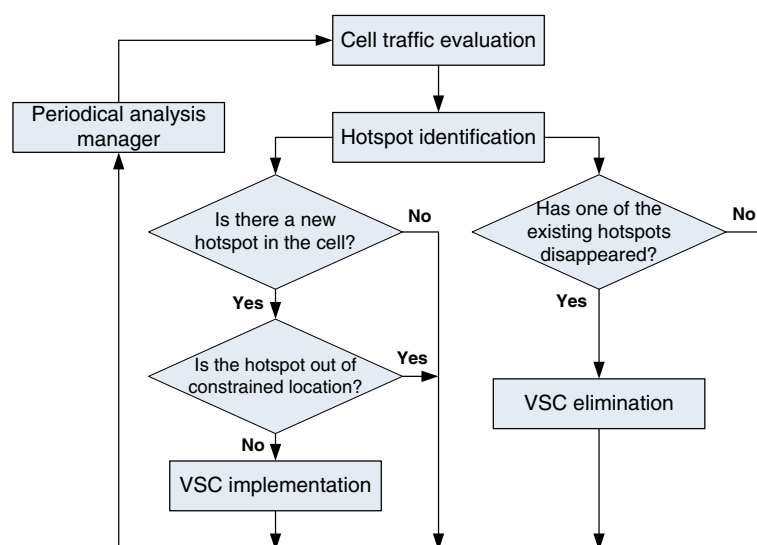 Cell traffic evaluation
Periodical analysis
manager
Hotspot identification
Is there a new
hotspot in the cell?
No
Has one of the
existing hotspots
disappeared?
No
Yes
Yes
Is the hotspot out of
constrained location?
Yes
VSC elimination
No
VSC implementation